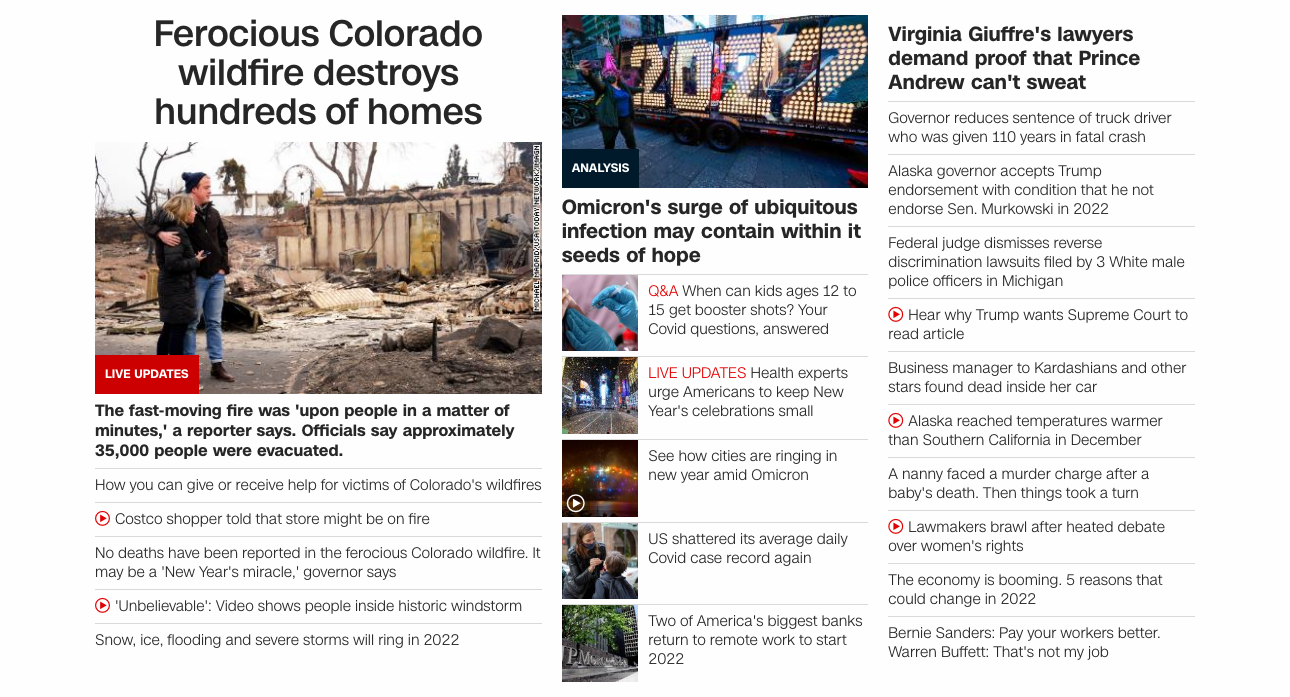 Ferocious Colorado
wildfire destroys
hundreds of homes
MICHAEL MADRID/USA TODAY NETWORK/IMAGN
LIVE UPDATES
The fast-moving fire was 'upon people in a matter of
minutes,' a reporter says. Officials say approximately
35,000 people were evacuated.
How you can give or receive help for victims of Colorado's wildfires
Costco shopper told that store might be on fire
No deaths have been reported in the ferocious Colorado wildfire. It
may be a 'New Year's miracle,' governor says
'Unbelievable': Video shows people inside historic windstorm
Snow, ice, flooding and severe storms will ring in 2022
2022
ANALYSIS
Omicron's surge of ubiquitous
infection may contain within it
seeds of hope
Q&A When can kids ages 12 to
15 get booster shots? Your
Covid questions, answered
LIVE UPDATES Health experts
urge Americans to keep New
Year's celebrations small
See how cities are ringing in
new year amid Omicron
US shattered its average daily
Covid case record again
Two of America's biggest banks
return to remote work to start
2022
Virginia Giuffre's lawyers
demand proof that Prince
Andrew can't sweat
Governor reduces sentence of truck driver
who was given 110 years in fatal crash
Alaska governor accepts Trump
endorsement with condition that he not
endorse Sen. Murkowski in 2022
Federal judge dismisses reverse
discrimination lawsuits filed by 3 White male
police officers in Michigan
Hear why Trump wants Supreme Court to
read article
Business manager to Kardashians and other
stars found dead inside her car
Alaska reached temperatures warmer
than Southern California in December
A nanny faced a murder charge after a
baby's death. Then things took a turn
Lawmakers brawl after heated debate
over women's rights
The economy is booming. 5 reasons that
could change in 2022
Bernie Sanders: Pay your workers better.
Warren Buffett: That's not my job